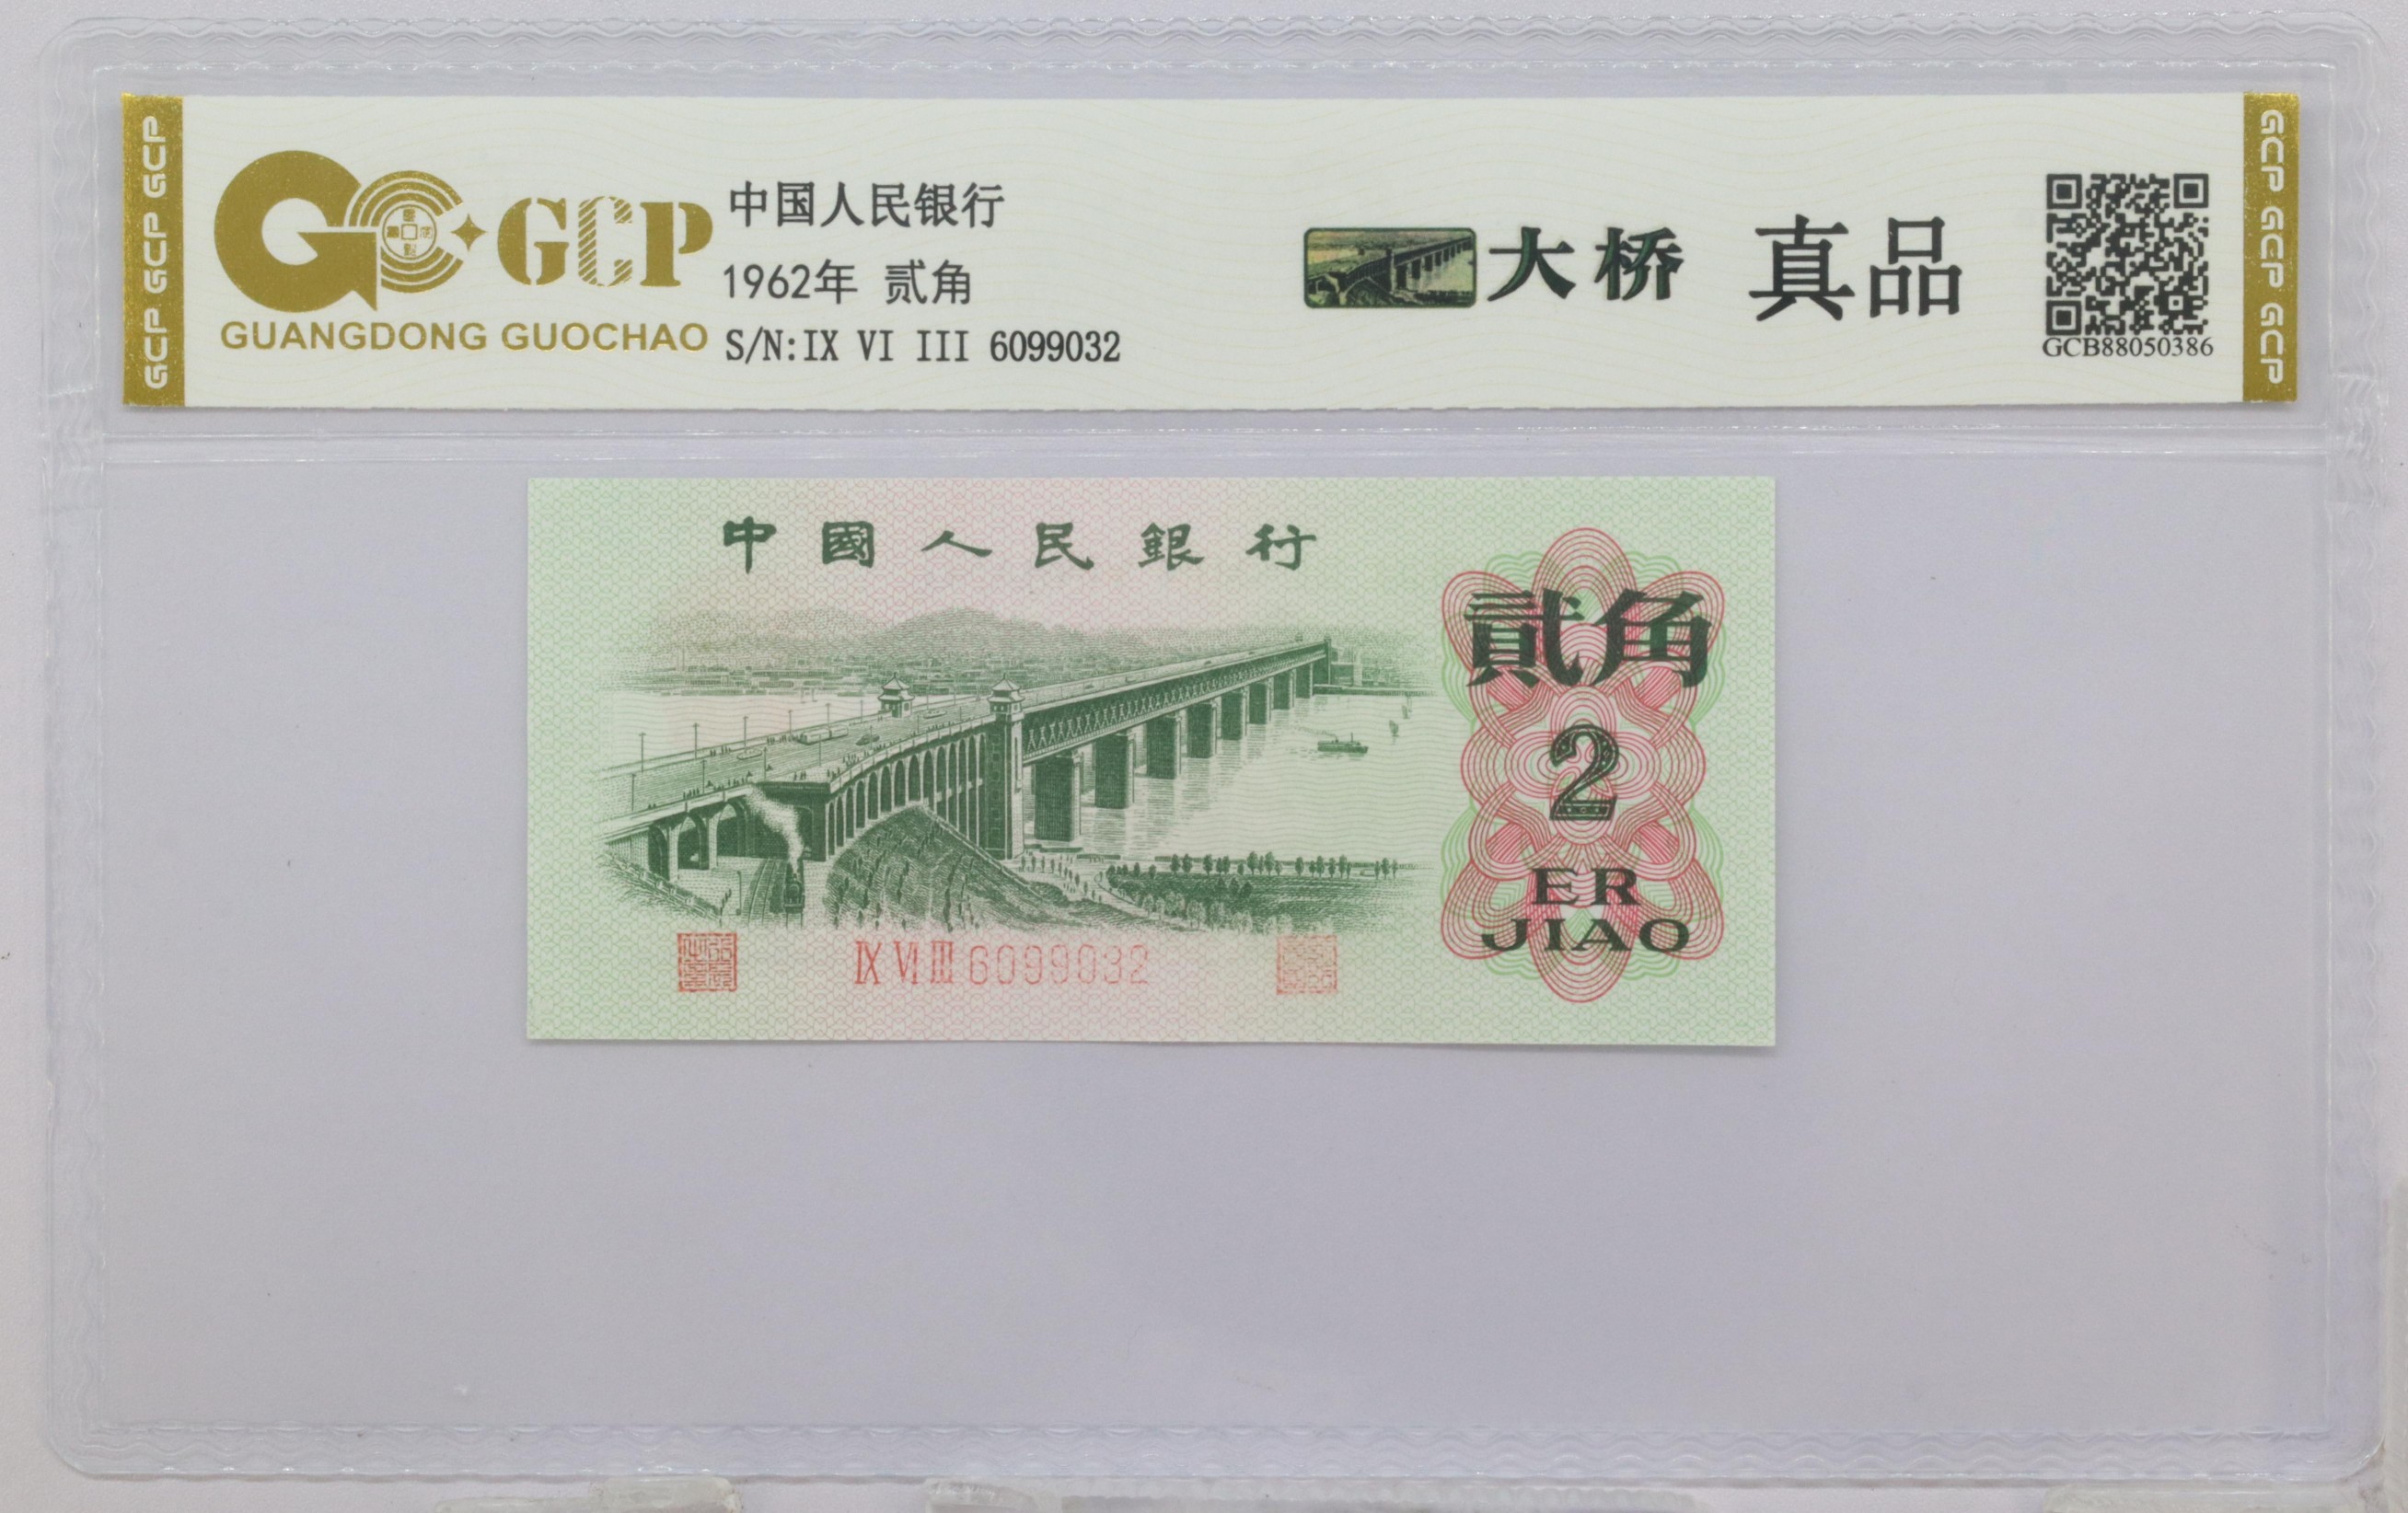 GCP GCP GCP
GCP
GUANGDONG GUOCHAO
中国人民银行
1962年 贰角
S/N:IX VI III 6099032
大桥 真品
GCB88050386
GCP GCP GCP
中國人民銀行
貳角
2
ER
JIAO
IX VI III 6099032